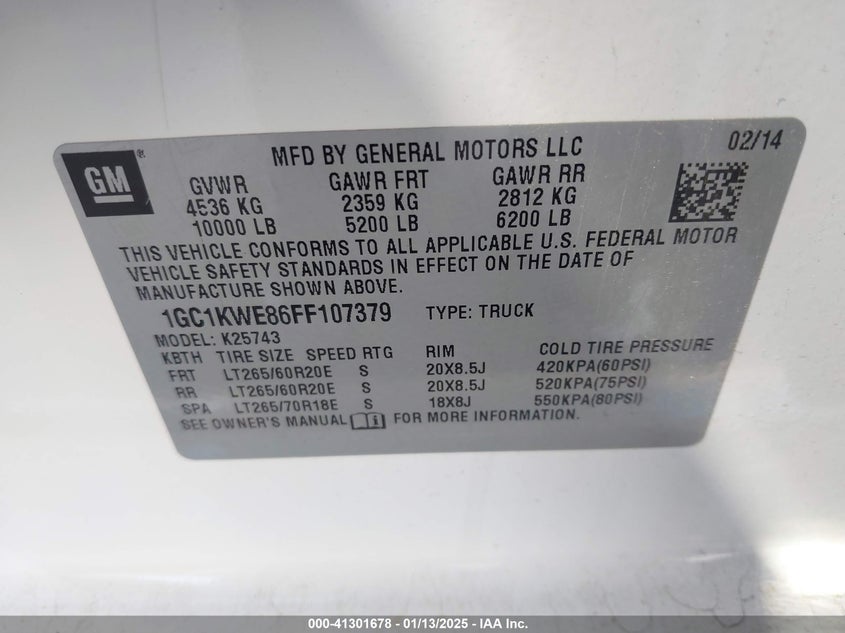 GM®
MFD BY GENERAL MOTORS LLC 02/14
GVWR GAWR FRT GAWR RR
4536 KG 2359 KG 2812 KG
10000 LB 5200 LB 6200 LB
THIS VEHICLE CONFORMS TO ALL APPLICABLE U.S. FEDERAL MOTOR
VEHICLE SAFETY STANDARDS IN EFFECT ON THE DATE OF
MANUFACTURE SHOWN ABOVE.
1GC1KWE86FF107379 TYPE: TRUCK
MODEL: K25743
KBTH TIRE SIZE SPEED RTG RIM COLD TIRE PRESSURE
FRT LT265/60R20E S 20X8.5J 420KPA(60PSI)
RR LT265/60R20E S 20X8.5J 520KPA(75PSI)
SPA LT265/70R18E S 18X8J 550KPA(80PSI)
SEE OWNER'S MANUAL FOR MORE INFORMATION.
000-41301678 - 01/13/2025 - IAA Inc.